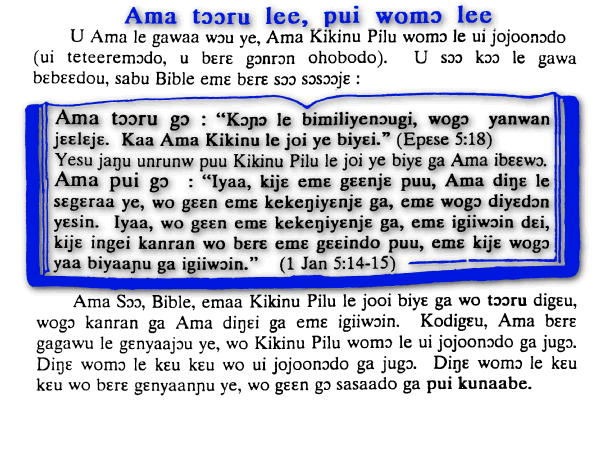 Ama tɔɔru lee, pui womɔ lee
U Ama le gawaa wɔu ye, Ama Kikinu Pilu womɔ le ui jojoonɔdo
(ui teteeremɔdo, u bɛrɛ gɔnrɔn ohobodo). U sɔɔ kɔɔ le gawa
bɛbɛɛdou, sabu Bible emɛ bɛrɛ sɔɔ sɔsɔɔjɛ :
Ama tɔɔru gɔ : “Kɔɲɔ le bimiliyenɔugi, wogɔ yanwan
jɛɛlɛjɛ. Kaa Ama Kikinu le joi ye biyɛi.” (Epɛse 5:18)
Yesu jaŋu unrunw puu Kikinu Pilu le joi ye biyɛ ga Ama ibɛɛwɔ.
Ama pui gɔ : “Iyaa, kijɛ emɛ gɛɛnjɛ puu, Ama diŋɛ le
sɛgɛraa ye, wo gɛɛn emɛ kekeŋiyɛnjɛ ga, emɛ wogɔ diyɛdɔn
yɛsin. Iyaa, wo gɛɛn emɛ kekeŋiyɛnjɛ ga, emɛ igiiwɔin dɛi,
kijɛ ingei kanran wo bɛrɛ emɛ gɛɛindo puu, emɛ kijɛ wogɔ
yaa biyaaɲu ga igiiwɔin.” (1 Jan 5:14-15)
Ama Sɔɔ, Bible, emaa Kikinu Pilu le jooi biyɛ ga wo tɔɔru digɛu,
wogɔ kanran ga Ama diŋɛi ga emɛ igiiwɔin. Kodigɛu, Ama bɛrɛ
gagawu le gɛnyaajɔu ye, wo Kikinu Pilu womɔ le ui jojoonɔdo ga jugɔ.
Diŋɛ womɔ le kɛu kɛu wo ui jojoonɔdo ga jugɔ. Diŋɛ womɔ le kɛu
kɛu wo bɛrɛ gɛnyaanɲu ye, wo gɛɛn gɔ sasaado ga pui kunaabe.